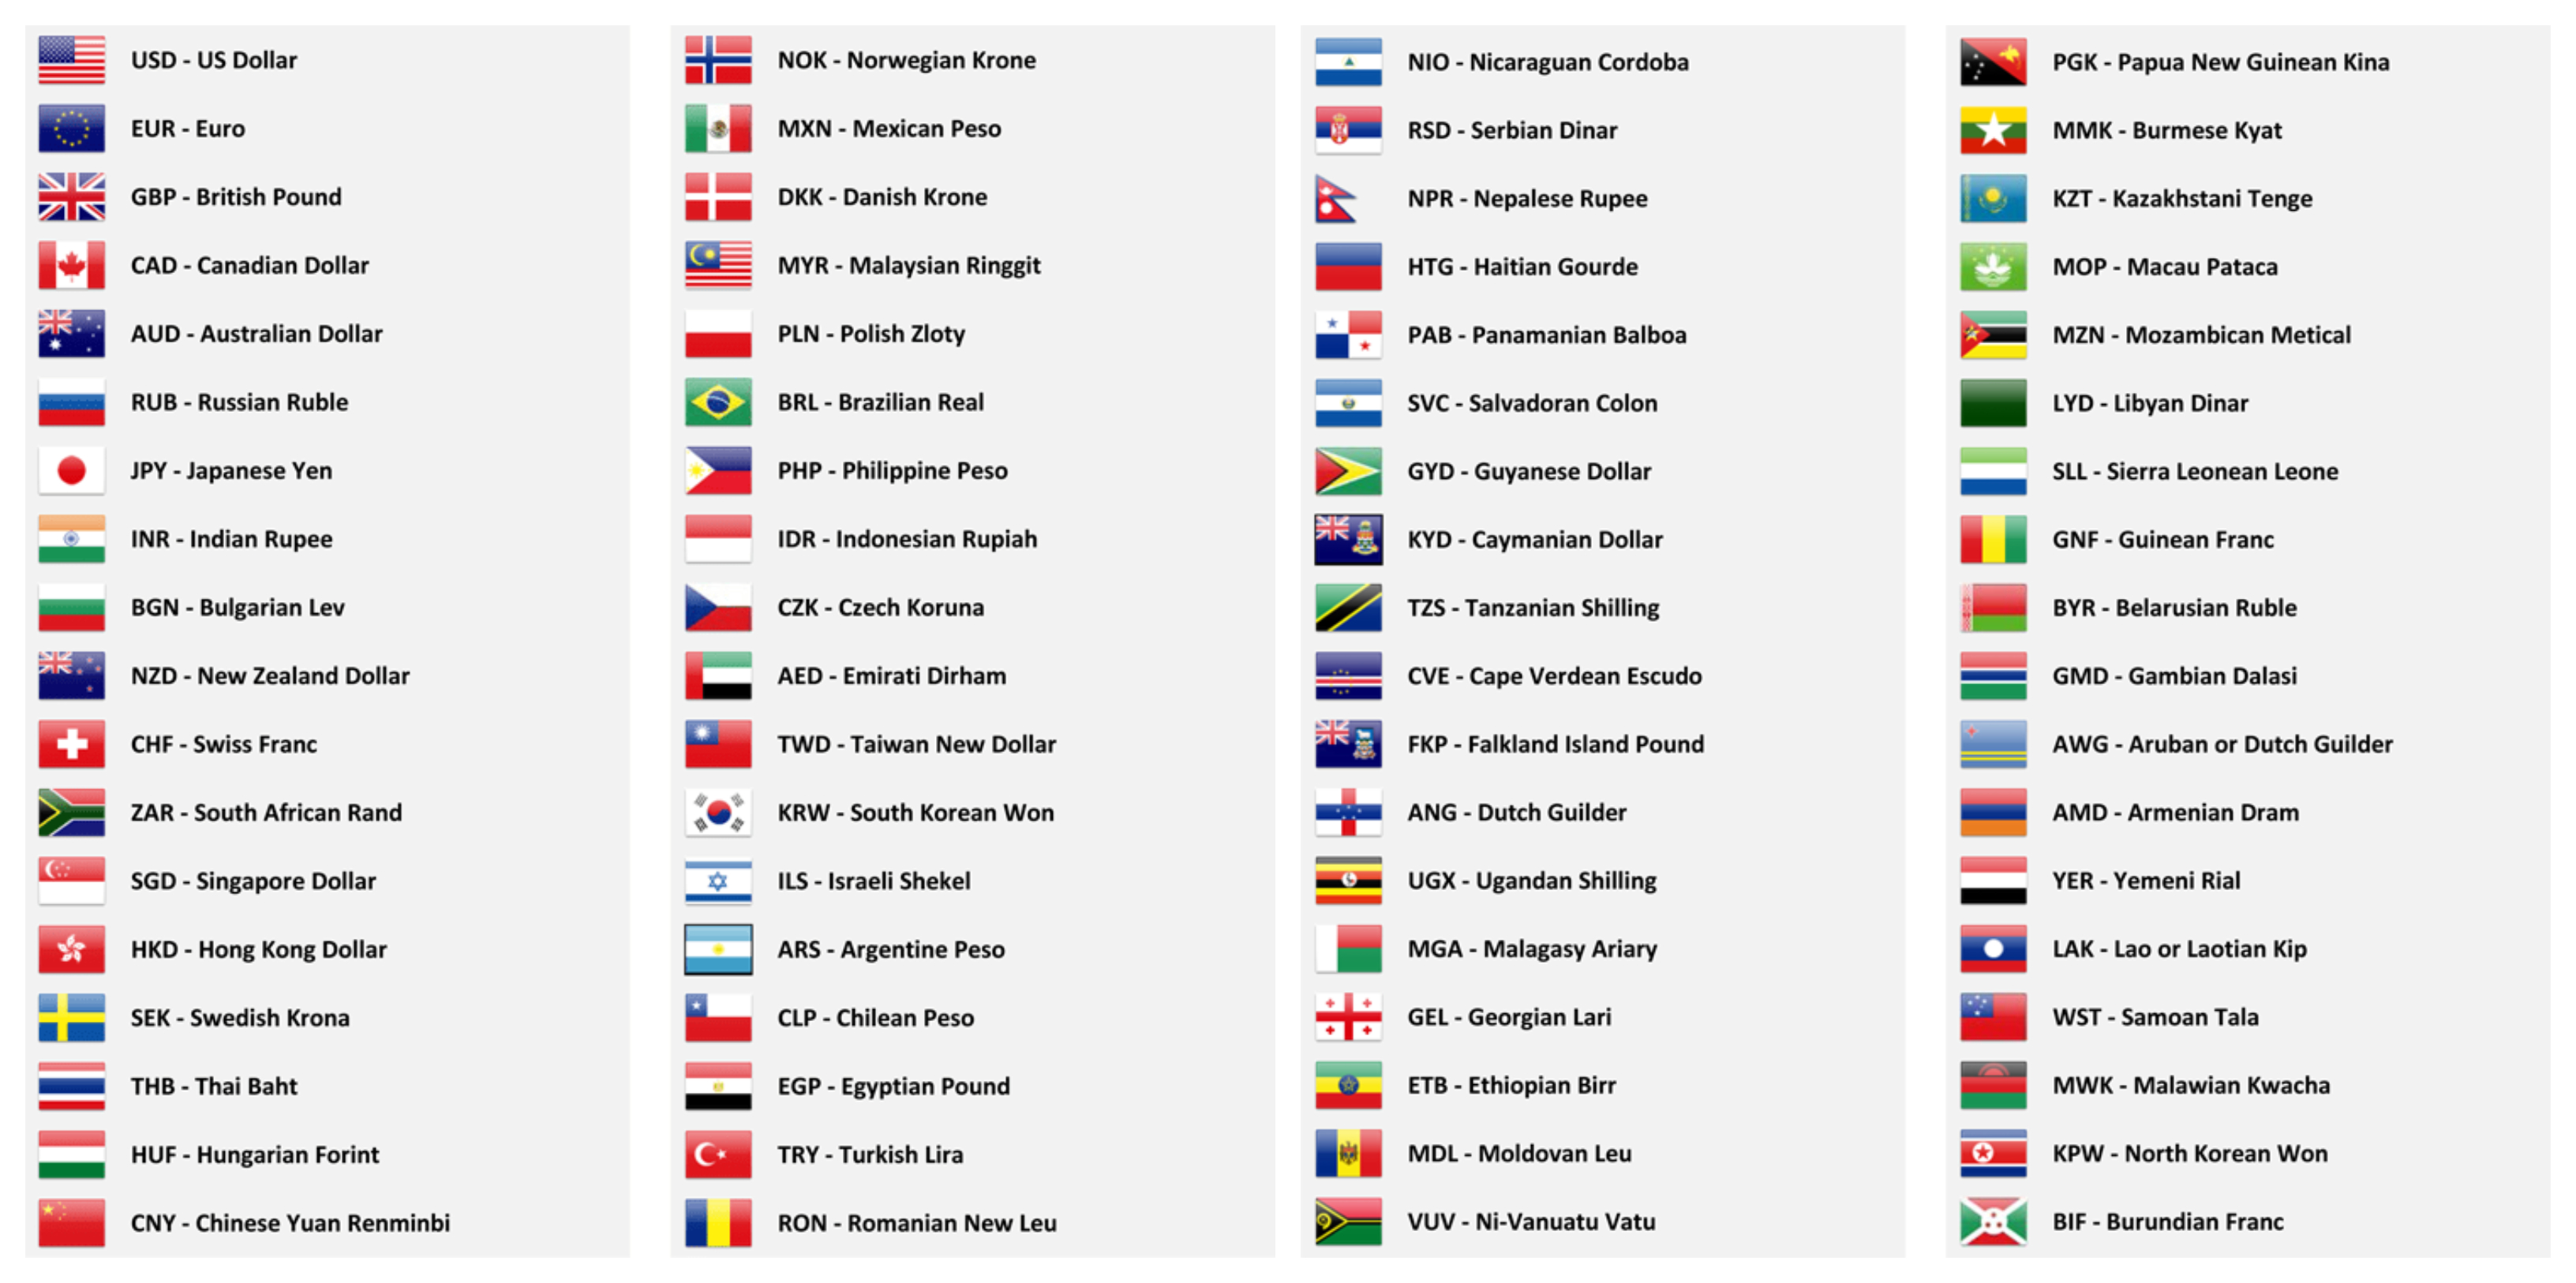 USD - US Dollar
EUR - Euro
GBP - British Pound
CAD - Canadian Dollar
AUD - Australian Dollar
RUB - Russian Ruble
JPY - Japanese Yen
INR - Indian Rupee
BGN - Bulgarian Lev
NZD - New Zealand Dollar
CHF - Swiss Franc
ZAR - South African Rand
SGD - Singapore Dollar
HKD - Hong Kong Dollar
SEK - Swedish Krona
THB - Thai Baht
HUF - Hungarian Forint
CNY - Chinese Yuan Renminbi
NOK - Norwegian Krone
MXN - Mexican Peso
DKK - Danish Krone
MYR - Malaysian Ringgit
PLN - Polish Zloty
BRL - Brazilian Real
PHP - Philippine Peso
IDR - Indonesian Rupiah
CZK - Czech Koruna
AED - Emirati Dirham
TWD - Taiwan New Dollar
KRW - South Korean Won
ILS - Israeli Shekel
ARS - Argentine Peso
CLP - Chilean Peso
EGP - Egyptian Pound
TRY - Turkish Lira
RON - Romanian New Leu
NIO - Nicaraguan Cordoba
RSD - Serbian Dinar
NPR - Nepalese Rupee
HTG - Haitian Gourde
PAB - Panamanian Balboa
SVC - Salvadoran Colon
GYD - Guyanese Dollar
KYD - Caymanian Dollar
TZS - Tanzanian Shilling
CVE - Cape Verdean Escudo
FKP - Falkland Island Pound
ANG - Dutch Guilder
UGX - Ugandan Shilling
MGA - Malagasy Ariary
GEL - Georgian Lari
ETB - Ethiopian Birr
MDL - Moldovan Leu
VUV - Ni-Vanuatu Vatu
PGK - Papua New Guinean Kina
MMK - Burmese Kyat
KZT - Kazakhstani Tenge
MOP - Macau Pataca
MZN - Mozambican Metical
LYD - Libyan Dinar
SLL - Sierra Leonean Leone
GNF - Guinean Franc
BYR - Belarusian Ruble
GMD - Gambian Dalasi
AWG - Aruban or Dutch Guilder
AMD - Armenian Dram
YER - Yemeni Rial
LAK - Lao or Laotian Kip
WST - Samoan Tala
MWK - Malawian Kwacha
KPW - North Korean Won
BIF - Burundian Franc